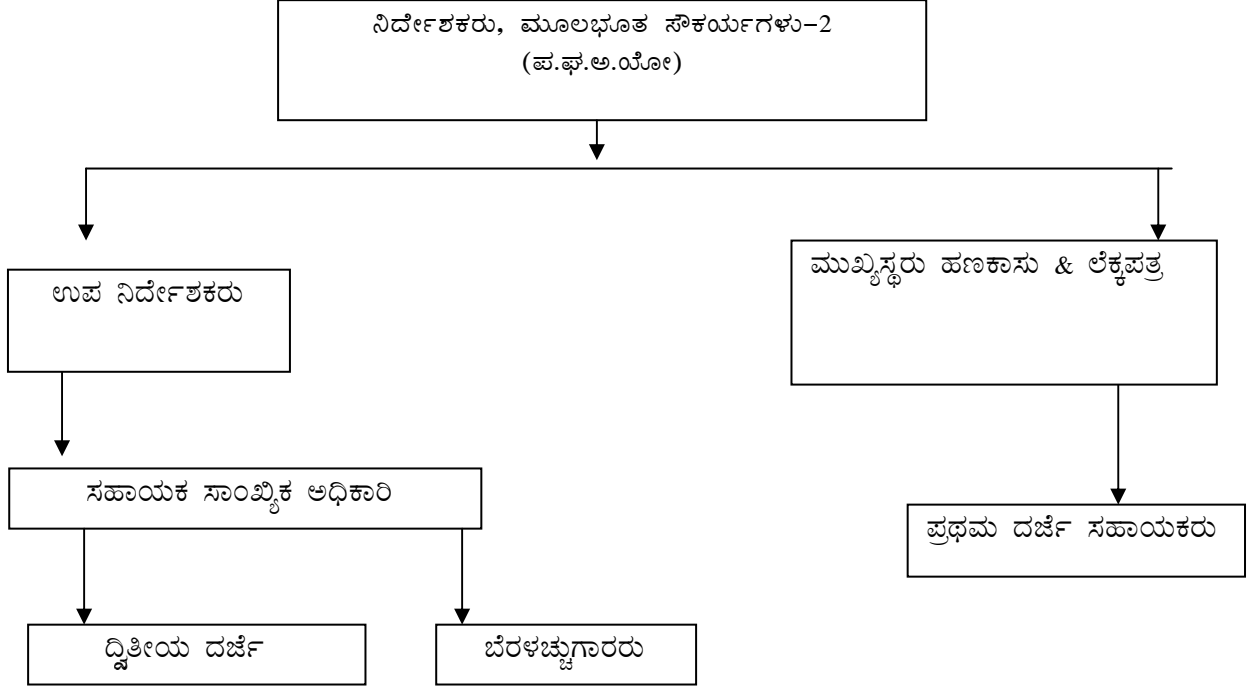 ನಿರ್ದೇಶಕರು, ಮೂಲಭೂತ ಸೌಕರ್ಯಗಳು-2
(ಪ.ಘ.ಅ.ಯೋ)
ಉಪ ನಿರ್ದೇಶಕರು
ಮುಖ್ಯಸ್ಥರು ಹಣಕಾಸು & ಲೆಕ್ಕಪತ್ರ
ಸಹಾಯಕ ಸಾಂಖ್ಯಿಕ ಅಧಿಕಾರಿ
ಪ್ರಥಮ ದರ್ಜೆ ಸಹಾಯಕರು
ದ್ವಿತೀಯ ದರ್ಜೆ
ಬೆರಳಚ್ಚುಗಾರರು